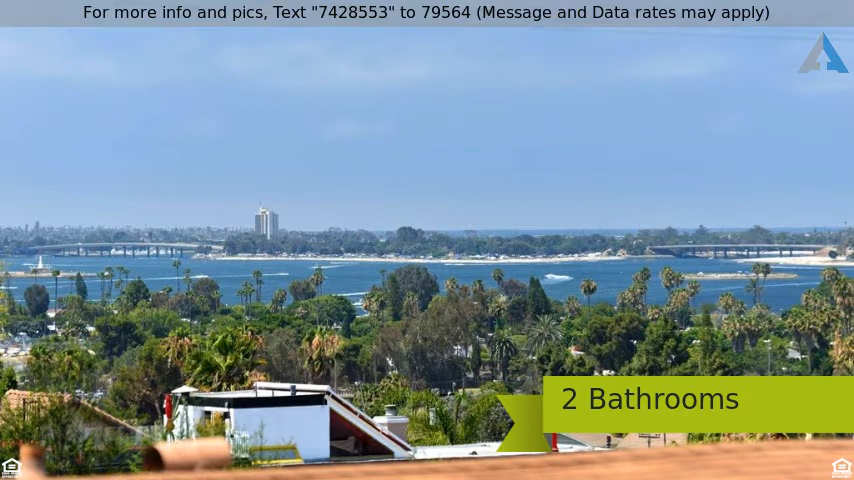 For more info and pics, Text "7428553" to 79564 (Message and Data rates may apply)
2 Bathrooms